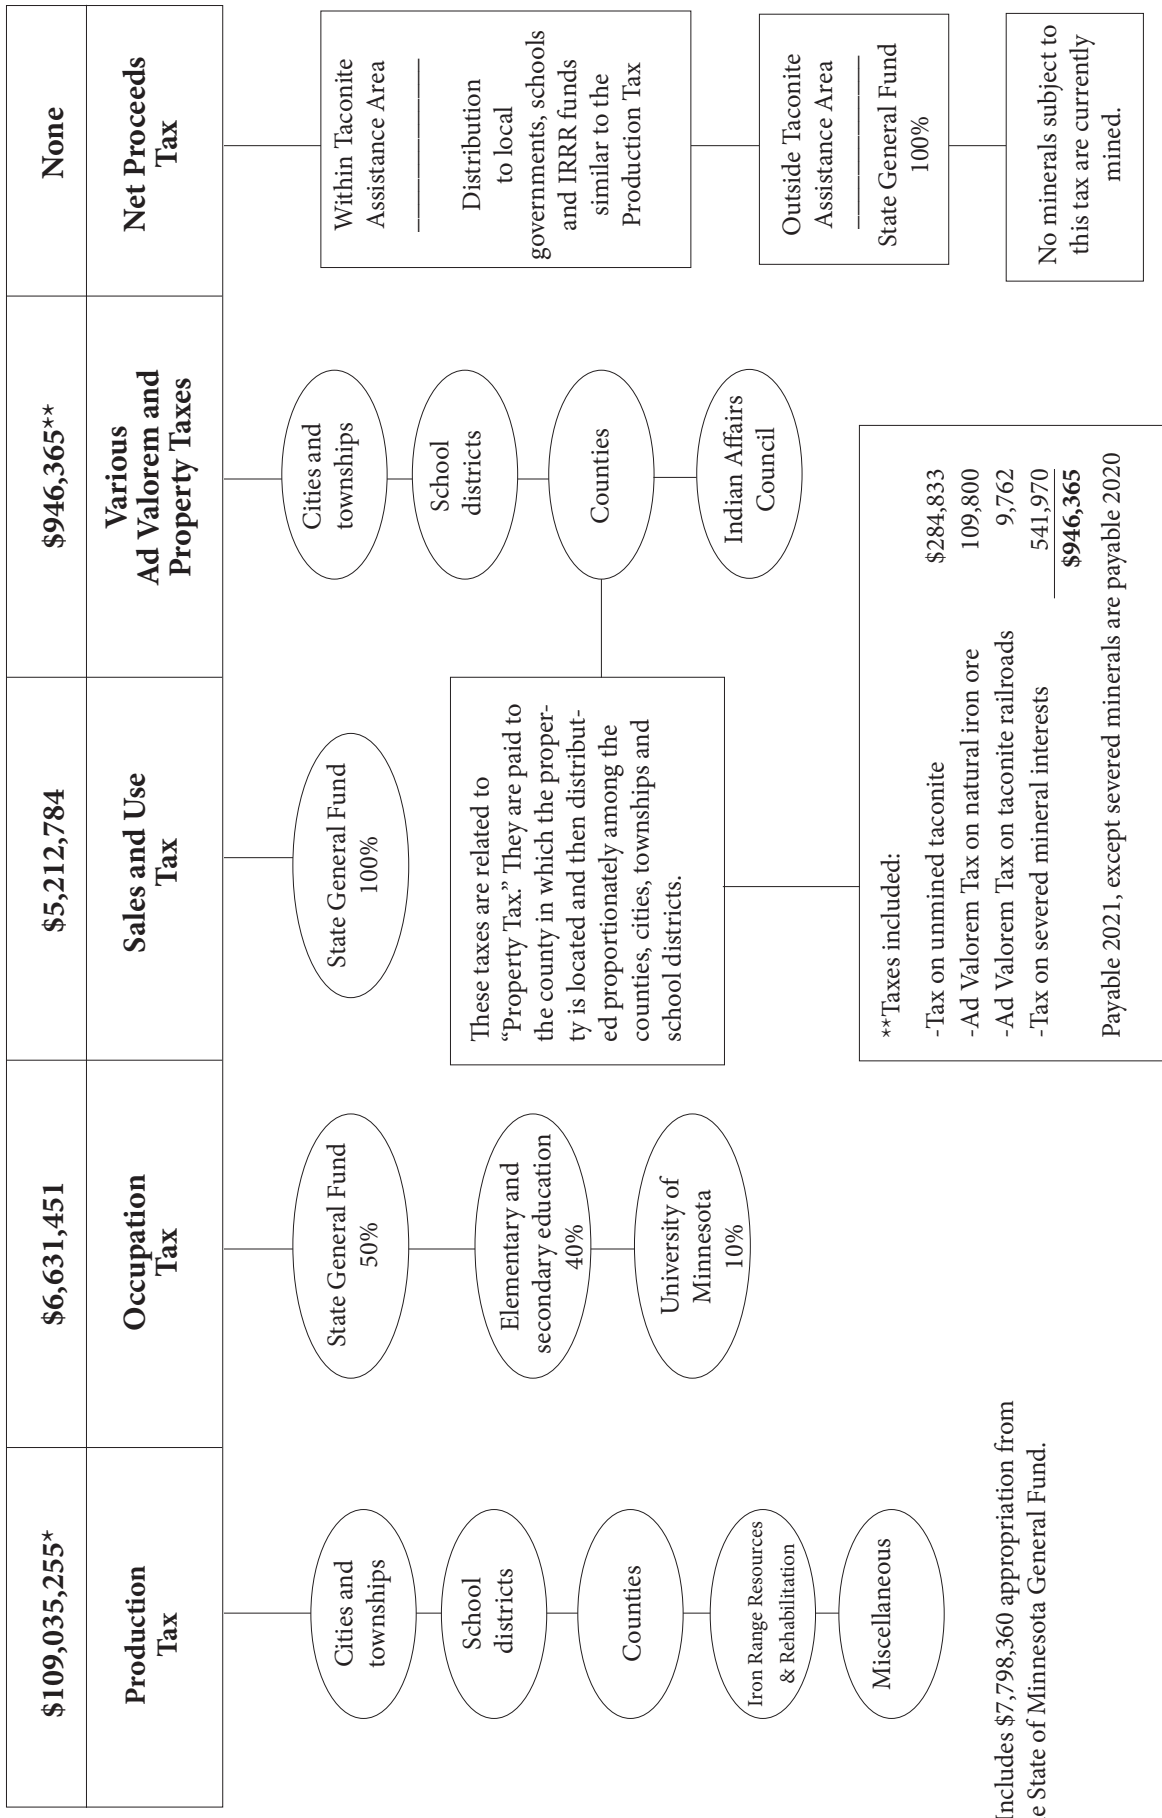 $109,035,255*
$6,631,451
$5,212,784
$946,365**
None
Production
Tax
Occupation
Tax
Sales and Use
Tax
Various
Ad Valorem and
Property Taxes
Net Proceeds
Tax
Cities and
townships
School
districts
Counties
Iron Range Resources
& Rehabilitation
Miscellaneous
Includes $7,798,360 appropriation from
e State of Minnesota General Fund.
State General Fund
50%
Elementary and
secondary education
40%
University of
Minnesota
10%
State General Fund
100%
These taxes are related to
“Property Tax.” They are paid to
the county in which the proper-
ty is located and then distribut-
ed proportionately among the
counties, cities, townships and
school districts.
Cities and
townships
School
districts
Counties
Indian Affairs
Council
**Taxes included:
-Tax on unmined taconite $284,833
-Ad Valorem Tax on natural iron ore 109,800
-Ad Valorem Tax on taconite railroads 9,762
-Tax on severed mineral interests 541,970
$946,365
Payable 2021, except severed minerals are payable 2020
Within Taconite
Assistance Area
Distribution
to local
governments, schools
and IRRR funds
similar to the
Production Tax
Outside Taconite
Assistance Area
State General Fund
100%
No minerals subject to
this tax are currently
mined.